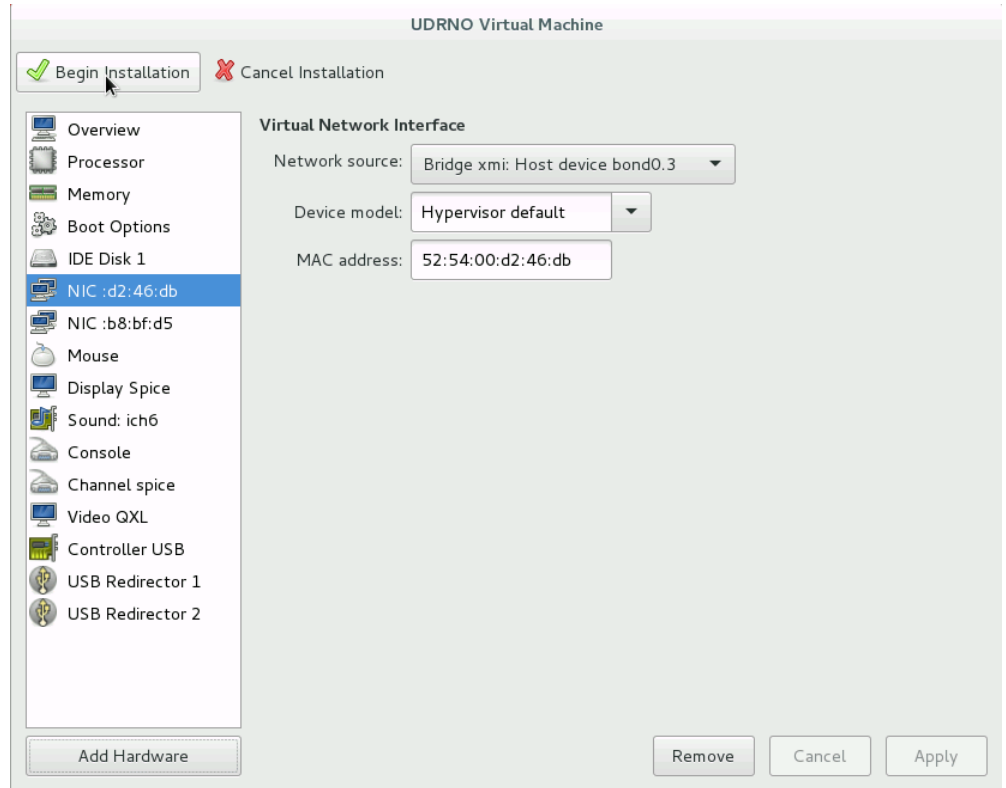 UDRNO Virtual Machine
Begin Installation
Cancel Installation
Overview
Processor
Memory
Boot Options
IDE Disk 1
NIC :d2:46:db
NIC :b8:bf:d5
Mouse
Display Spice
Sound: ich6
Console
Channel spice
Video QXL
Controller USB
USB Redirector 1
USB Redirector 2
Add Hardware
Virtual Network Interface
Network source: Bridge xmi: Host device bond0.3
Device model: Hypervisor default
MAC address: 52:54:00:d2:46:db
Remove
Cancel
Apply